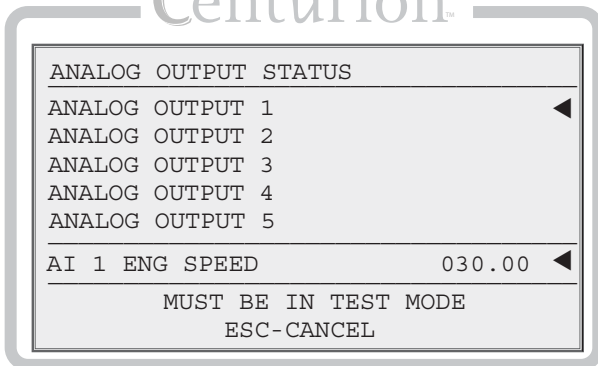 Centurion™
ANALOG OUTPUT STATUS
ANALOG OUTPUT 1
ANALOG OUTPUT 2
ANALOG OUTPUT 3
ANALOG OUTPUT 4
ANALOG OUTPUT 5
AI 1 ENG SPEED 030.00
MUST BE IN TEST MODE
ESC-CANCEL